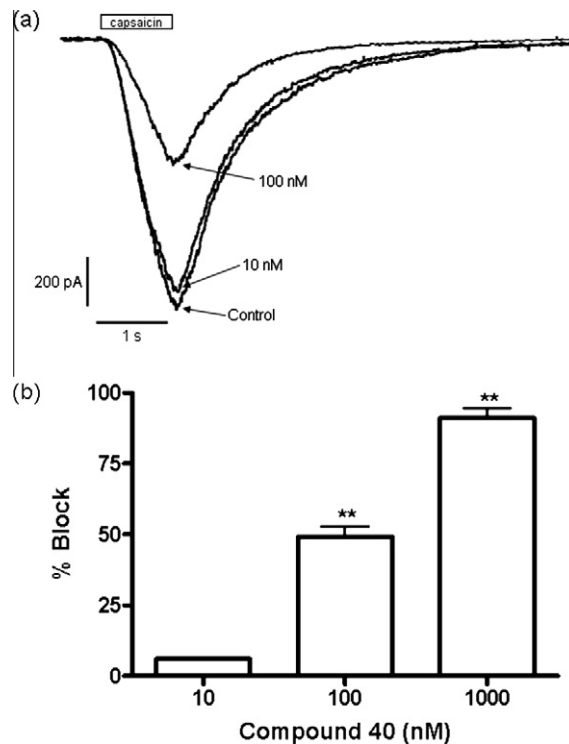 (a)
capsaicin
100 nM
10 nM
200 pA
Control
1 s
(b)
100
**
75
% Block
**
50
25
0
10 100 1000
Compound 40 (nM)